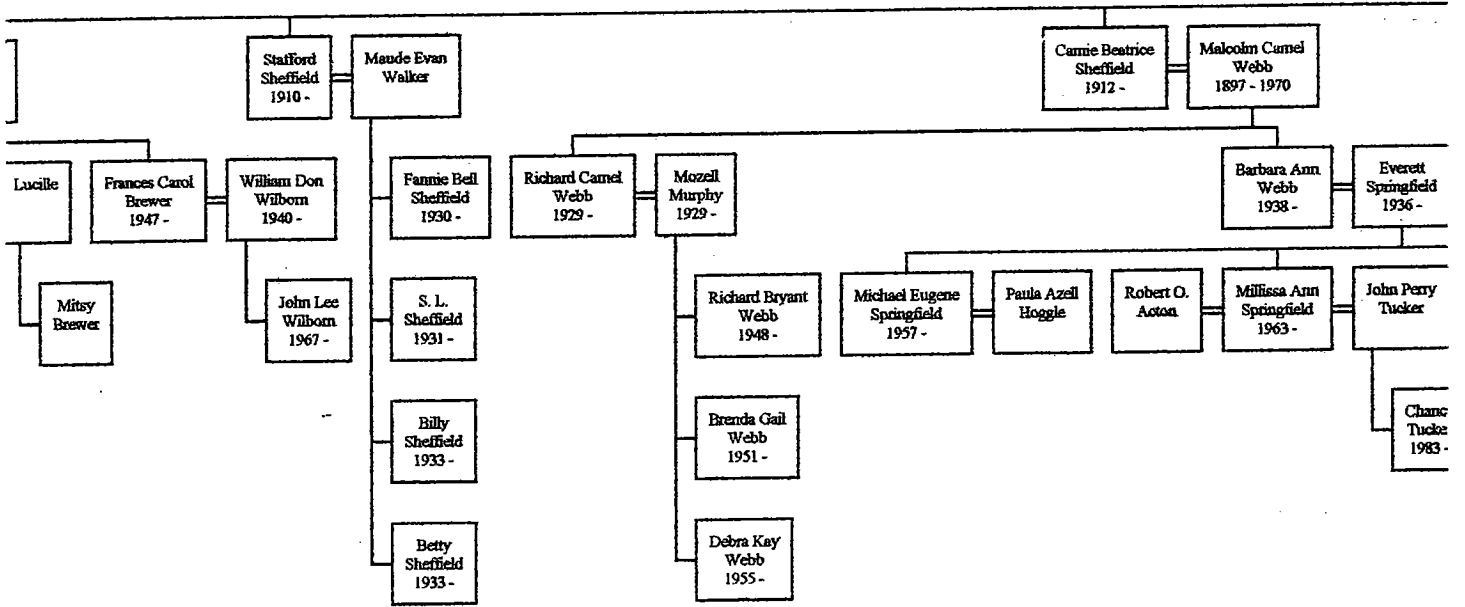 Stafford
Sheffield
1910 -
Maude Evan
Walker
Carnie Beatrice
Sheffield
1912 -
Malcolm Carnel
Webb
1897 - 1970
Lucille
Frances Carol
Brewer
1947 -
William Don
Wilborn
1940 -
Fannie Bell
Sheffield
1930 -
Richard Carnel
Webb
1929 -
Mozell
Murphy
1929 -
Barbara Ann
Webb
1938 -
Everett
Springfield
1936 -
Mitsy
Brewer
John Lee
Wilborn
1967 -
S. L.
Sheffield
1931 -
Richard Bryant
Webb
1948 -
Michael Eugene
Springfield
1957 -
Paula Azell
Hoggle
Robert O.
Acton
Millissa Ann
Springfield
1963 -
John Perry
Tucker
Billy
Sheffield
1933 -
Brenda Gail
Webb
1951 -
Chanc
Tucke
1983 -
Betty
Sheffield
1933 -
Debra Kay
Webb
1955 -